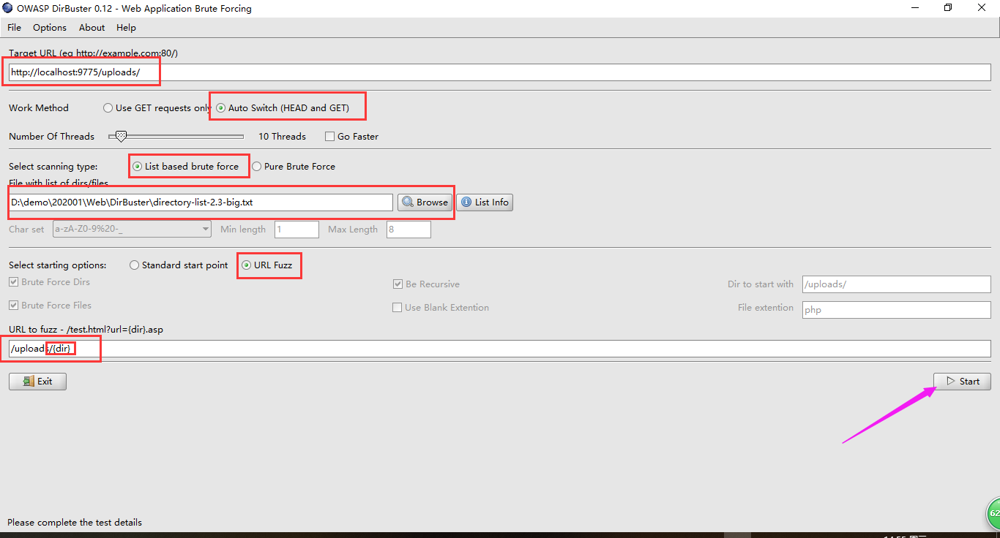 OWASP DirBuster 0.12 - Web Application Brute Forcing
File Options About Help
Target URL (eg http://example.com:80/)
http://localhost:9775/uploads/
Work Method Use GET requests only Auto Switch (HEAD and GET)
Number Of Threads 10 Threads Go Faster
Select scanning type: List based brute force Pure Brute Force
File with list of dirs/files
D:\demo\202001\Web\DirBuster\directory-list-2.3-big.txt Browse List Info
Char set a-zA-Z0-9%20-_ Min length 1 Max Length 8
Select starting options: Standard start point URL Fuzz
Brute Force Dirs Be Recursive Dir to start with /uploads/
Brute Force Files Use Blank Extention File extention php
URL to fuzz - /test.html?url={dir}.asp
/uploads/{dir}
Exit Start
62
Please complete the test details